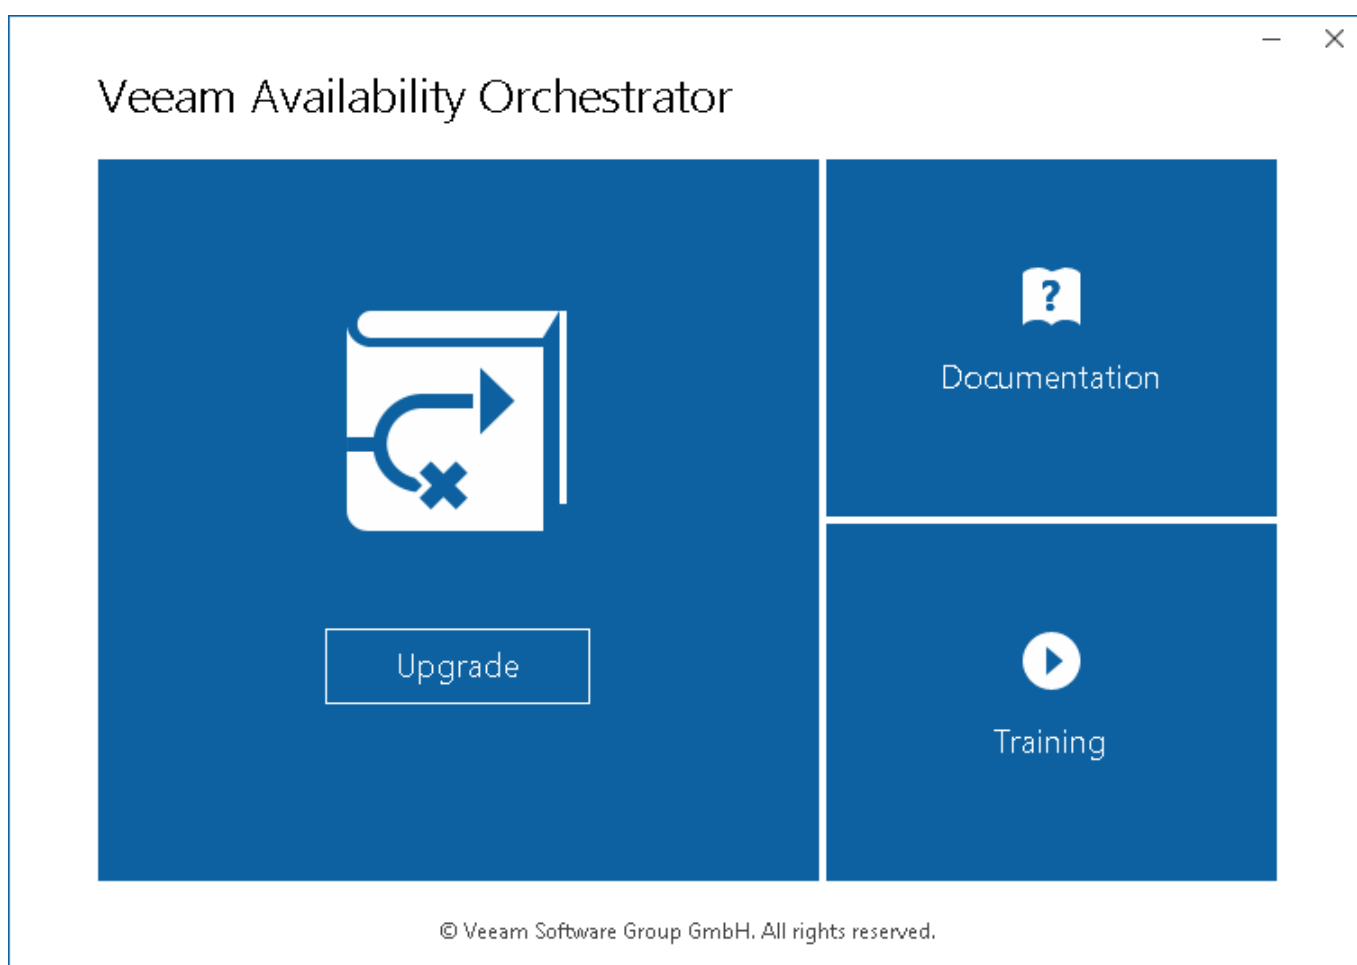 Veeam Availability Orchestrator
Upgrade
?
Documentation
Training
© Veeam Software Group GmbH. All rights reserved.